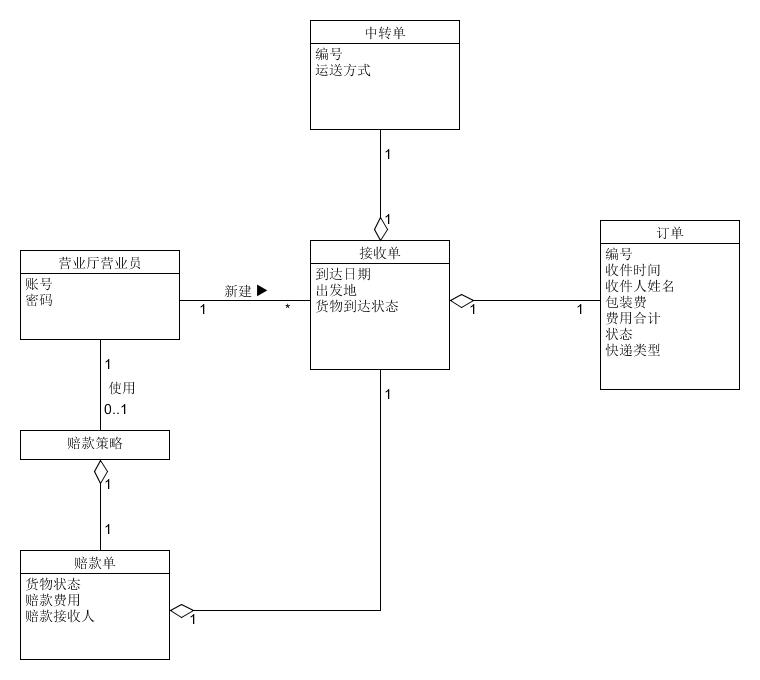 中转单
编号
运送方式
1
1
接收单
到达日期
出发地
货物到达状态
订单
编号
收件时间
收件人姓名
包装费
费用合计
状态
快递类型
营业厅营业员
账号
密码
新建
1
*
1
1
1
使用
0..1
1
赔款策略
1
1
赔款单
货物状态
赔款费用
赔款接收人
1